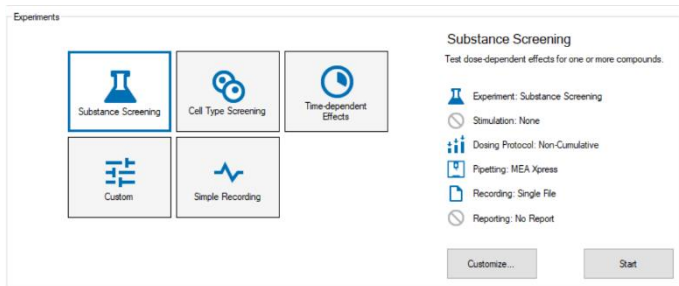 Experiments
Substance Screening
Cell Type Screening
Time-dependent
Effects
Custom
Simple Recording
Substance Screening
Test dose-dependent effects for one or more compounds.
Experiment: Substance Screening
Stimulation: None
Dosing Protocol: Non-Cumulative
Pipetting: MEA Xpress
Recording: Single File
Reporting: No Report
Customize...
Start